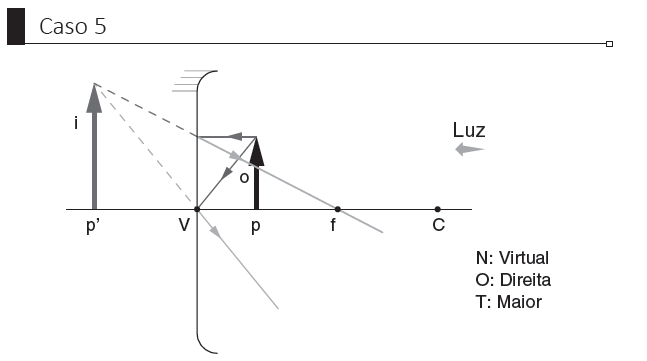 Caso 5
Luz
i
o
p’ V p f C
N: Virtual
O: Direita
T: Maior